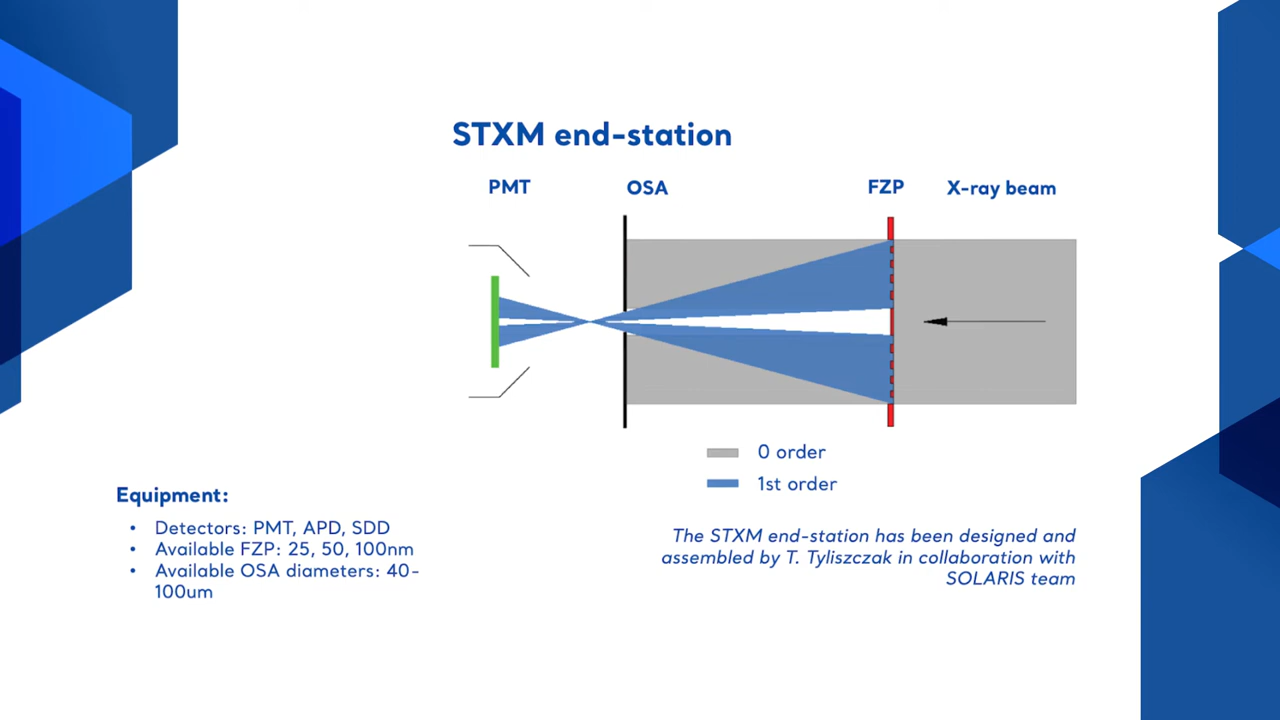 STXM end-station
PMT
OSA
FZP
X-ray beam
0 order
1st order
Equipment:
• Detectors: PMT, APD, SDD
• Available FZP: 25, 50, 100nm
• Available OSA diameters: 40-
100um
The STXM end-station has been designed and
assembled by T. Tyliszczak in collaboration with
SOLARIS team